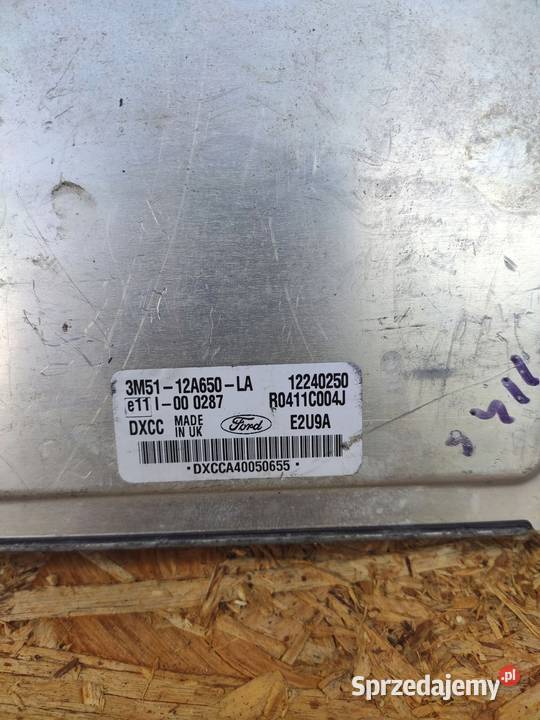 3M51-12A650-LA 12240250
e11 I-00 0287 R0411C004J
DXCC MADE IN UK Ford E2U9A
*DXCCA40050655*
Sprzedajemy.pl